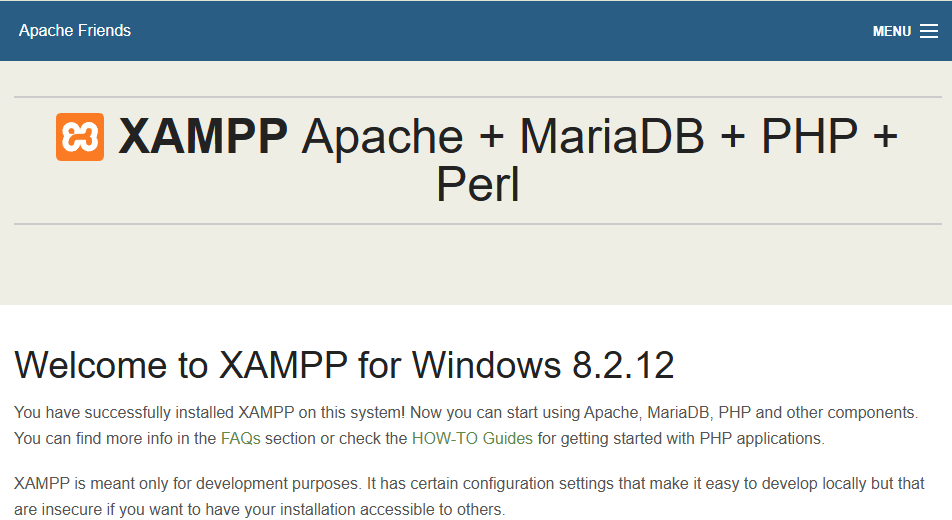 Apache Friends
MENU
XAMPP Apache + MariaDB + PHP +
Perl
Welcome to XAMPP for Windows 8.2.12
You have successfully installed XAMPP on this system! Now you can start using Apache, MariaDB, PHP and other components.
You can find more info in the FAQs section or check the HOW-TO Guides for getting started with PHP applications.
XAMPP is meant only for development purposes. It has certain configuration settings that make it easy to develop locally but that
are insecure if you want to have your installation accessible to others.